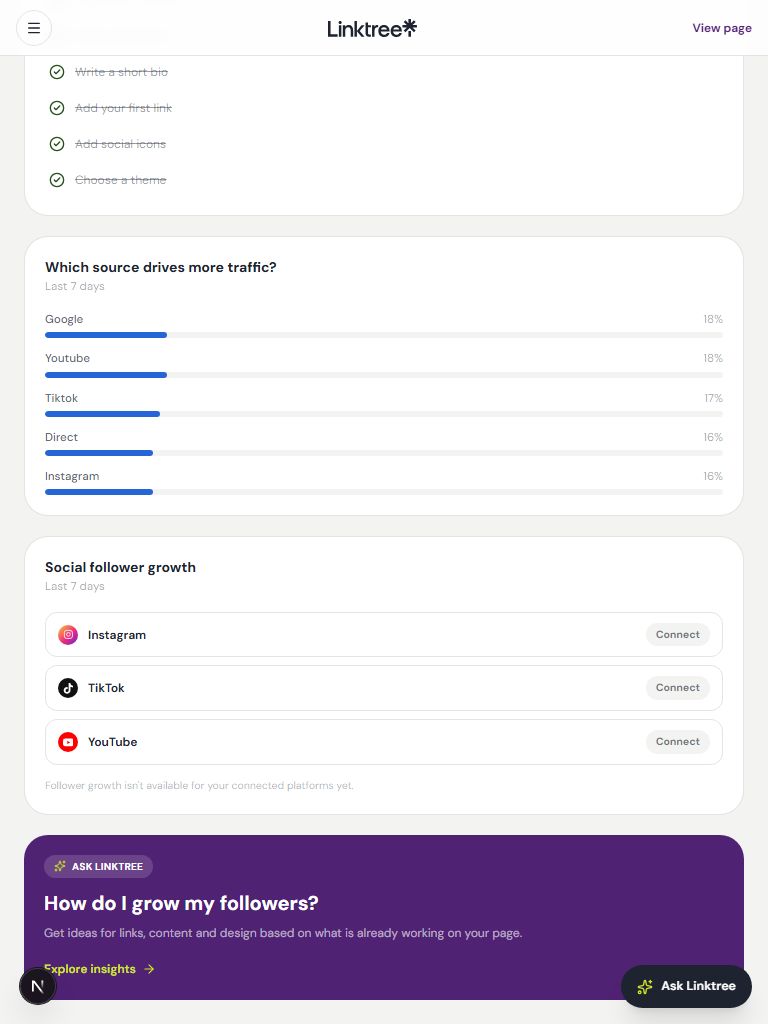 Linktree
View page
Write a short bio
Add your first link
Add social icons
Choose a theme
Which source drives more traffic?
Last 7 days
Google 18%
Youtube 18%
Tiktok 17%
Direct 16%
Instagram 16%
Social follower growth
Last 7 days
Instagram Connect
TikTok Connect
YouTube Connect
Follower growth isn't available for your connected platforms yet.
ASK LINKTREE
How do I grow my followers?
Get ideas for links, content and design based on what is already working on your page.
Explore insights
N
Ask Linktree